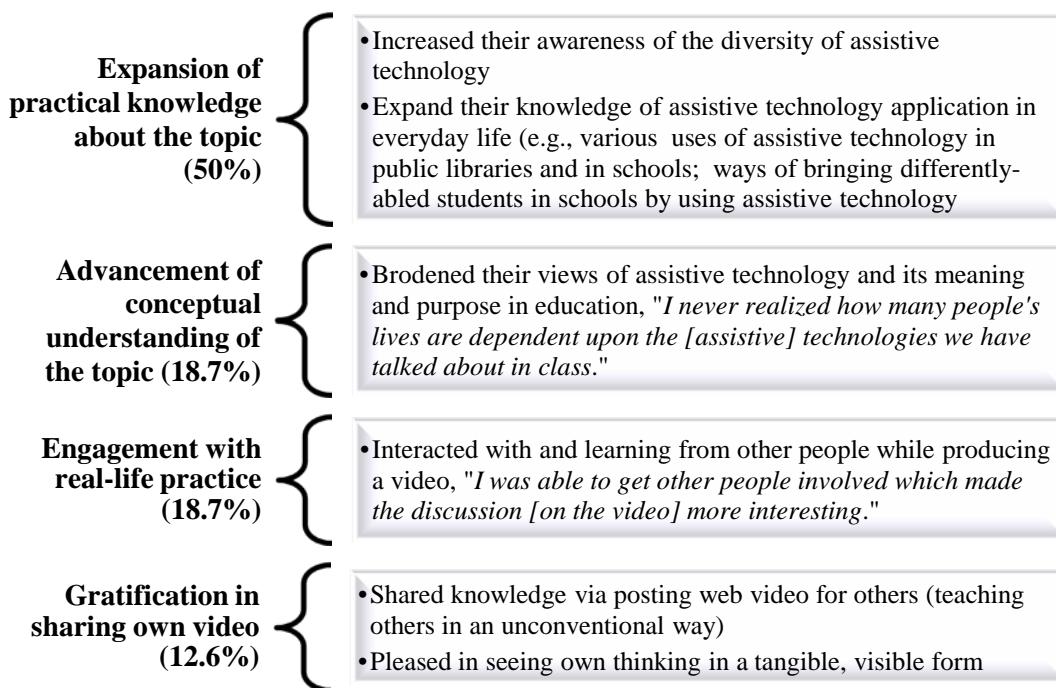 Expansion of
practical knowledge
about the topic
(50%)
•Increased their awareness of the diversity of assistive
technology
•Expand their knowledge of assistive technology application in
everyday life (e.g., various uses of assistive technology in
public libraries and in schools; ways of bringing differently-
abled students in schools by using assistive technology
Advancement of
conceptual
understanding of
the topic (18.7%)
•Brodened their views of assistive technology and its meaning
and purpose in education, "I never realized how many people's
lives are dependent upon the [assistive] technologies we have
talked about in class."
Engagement with
real-life practice
(18.7%)
•Interacted with and learning from other people while producing
a video, "I was able to get other people involved which made
the discussion [on the video] more interesting."
Gratification in
sharing own video
(12.6%)
•Shared knowledge via posting web video for others (teaching
others in an unconventional way)
•Pleased in seeing own thinking in a tangible, visible form